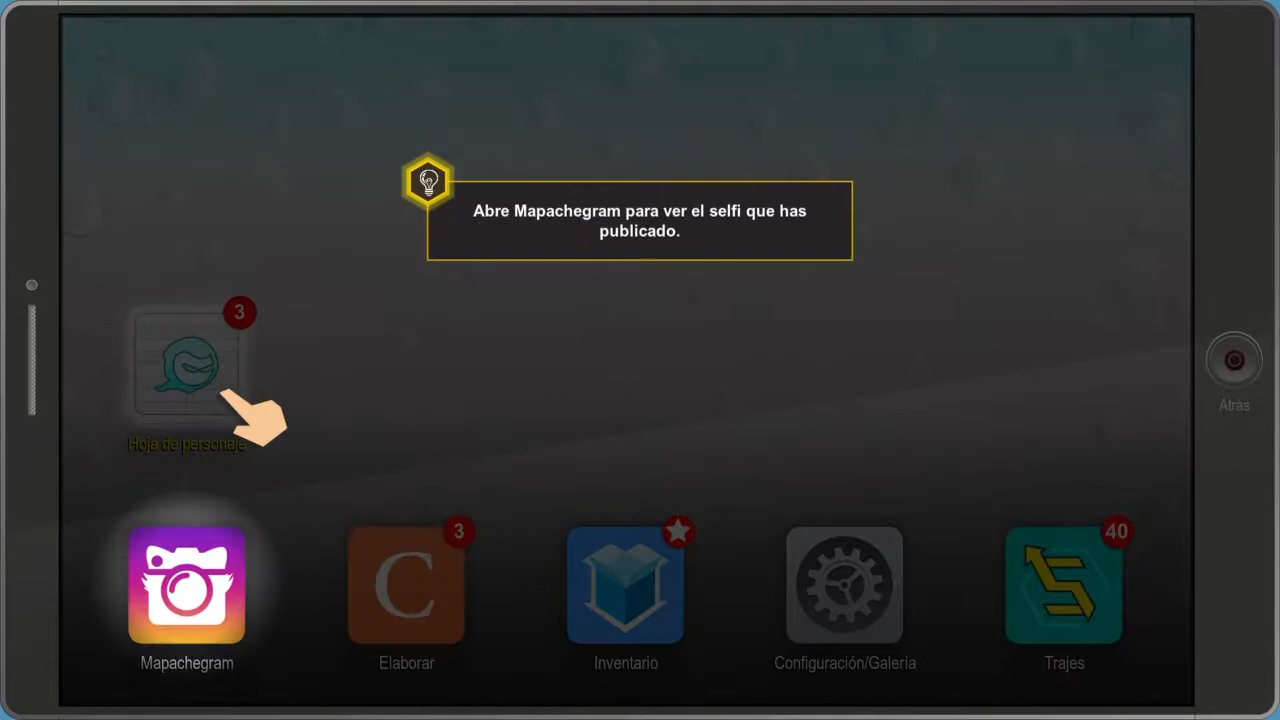 Abre Mapachegram para ver el selfi que has
publicado.
3
Hoja de personaje
Atrás
3
40
C
Mapachegram
Elaborar
Inventario
Configuración/Galería
Trajes